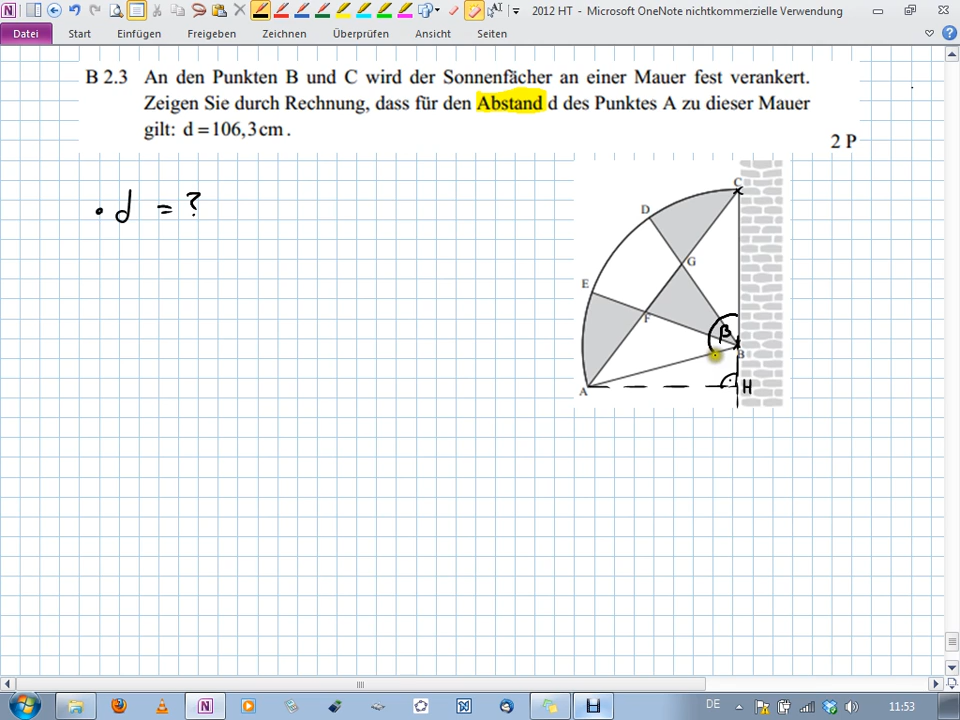 2012 HT - Microsoft OneNote nichtkommerzielle Verwendung
Datei Start Einfügen Freigeben Zeichnen Überprüfen Ansicht Seiten
B 2.3 An den Punkten B und C wird der Sonnenfächer an einer Mauer fest verankert.
Zeigen Sie durch Rechnung, dass für den Abstand d des Punktes A zu dieser Mauer
gilt: d = 106,3 cm.
2 P
• d = ?
C
D
G
E
F
β
B
A
H
DE
11:53